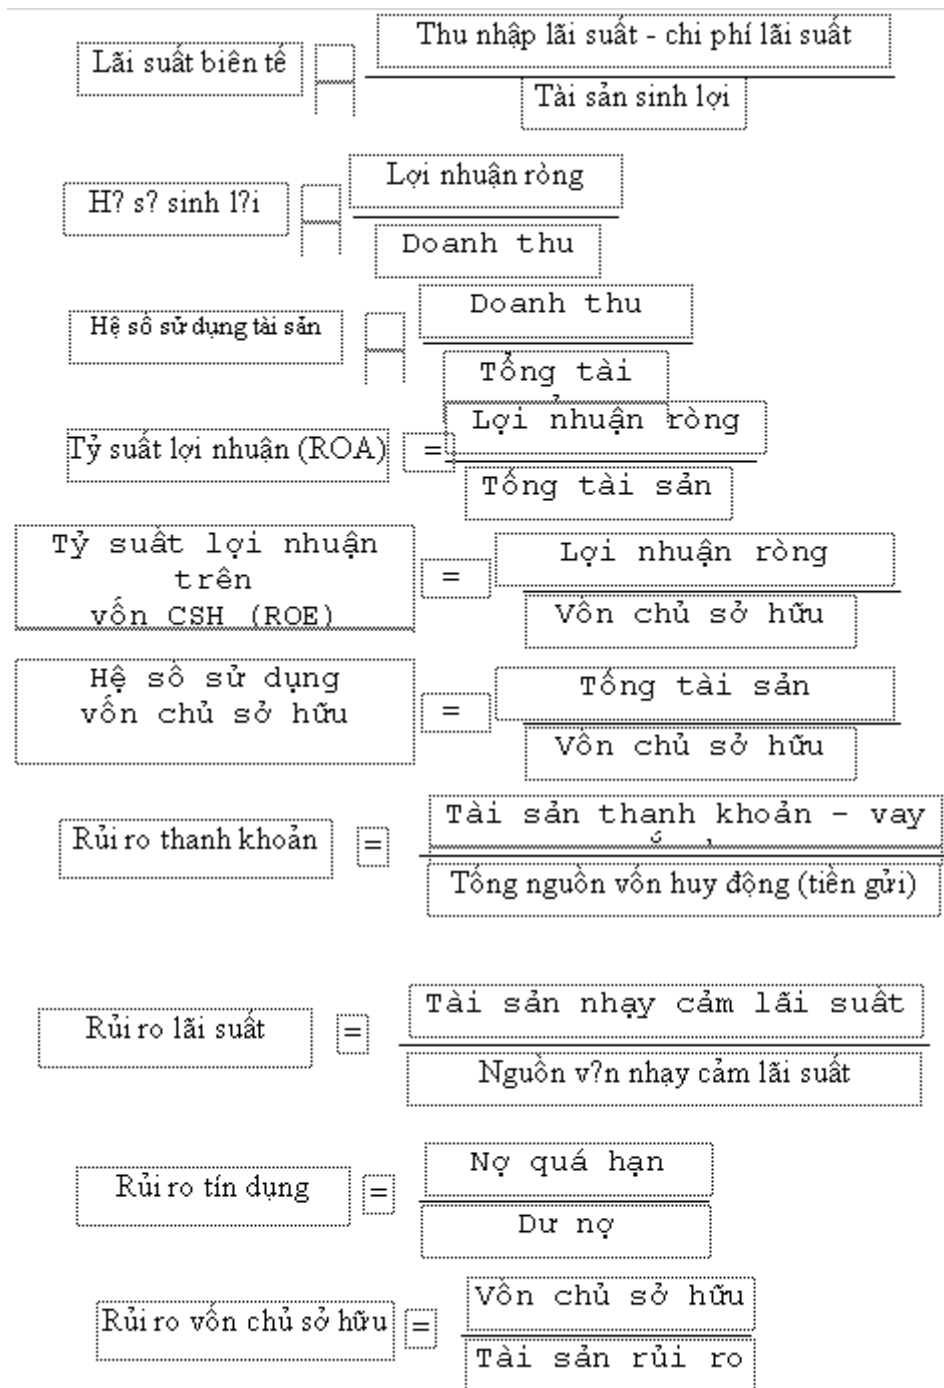 Lãi suất biên tế
Thu nhập lãi suất - chi phí lãi suất
Tài sản sinh lợi
H? s? sinh l?i
Lợi nhuận ròng
Doanh thu
Hệ số sử dụng tài sản
Doanh thu
Tổng tài
Tỷ suất lợi nhuận (ROA)
=
Lợi nhuận ròng
Tổng tài sản
Tỷ suất lợi nhuận
trên
vốn CSH (ROE)
=
Lợi nhuận ròng
Vốn chủ sở hữu
Hệ số sử dụng
vốn chủ sở hữu
=
Tổng tài sản
Vốn chủ sở hữu
Rủi ro thanh khoản
=
Tài sản thanh khoản - vay
Tổng nguồn vốn huy động (tiền gửi)
Rủi ro lãi suất
=
Tài sản nhạy cảm lãi suất
Nguồn v?n nhạy cảm lãi suất
Rủi ro tín dụng
=
Nợ quá hạn
Dư nợ
Rủi ro vốn chủ sở hữu
=
Vốn chủ sở hữu
Tài sản rủi ro